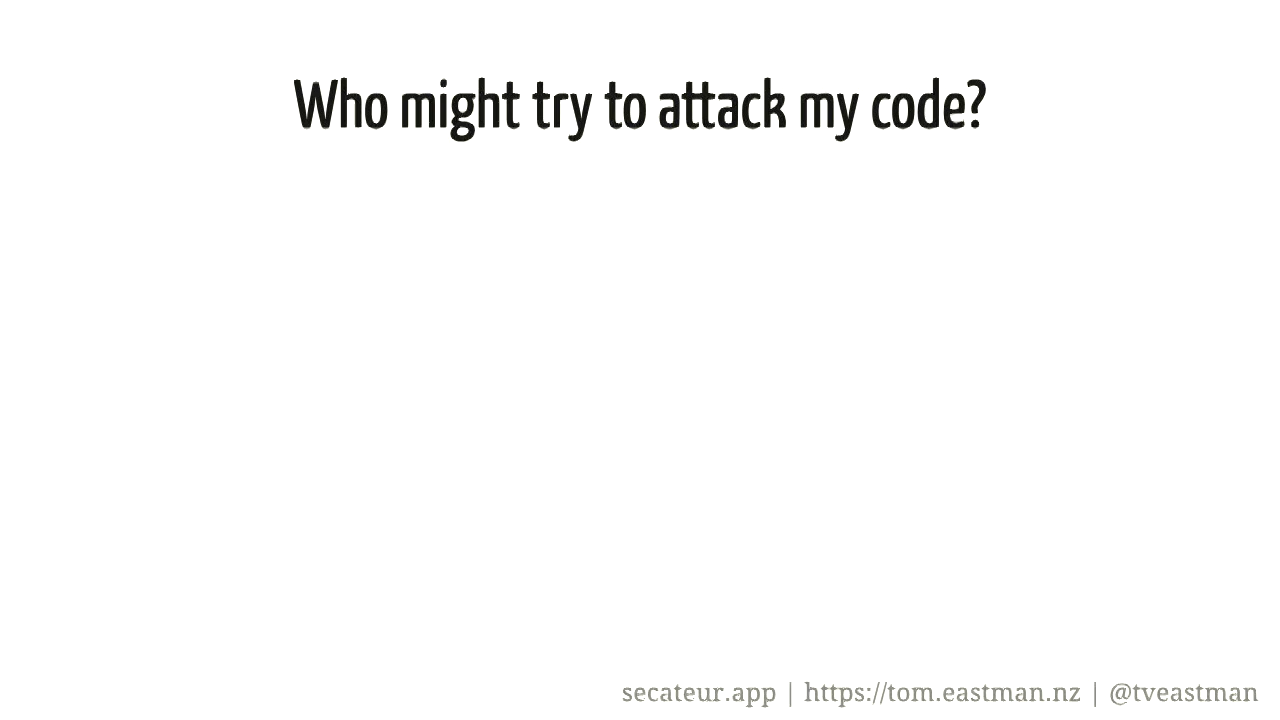 Who might try to attack my code?
secateur.app | https://tom.eastman.nz | @tveastman